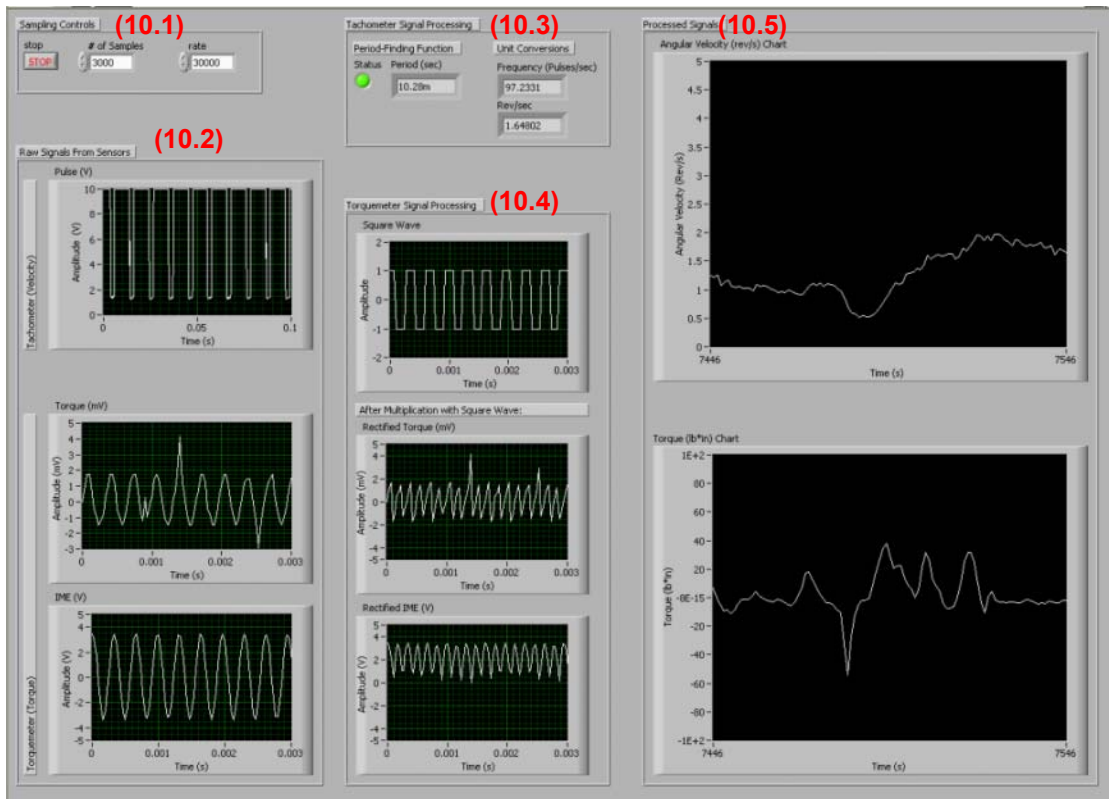 Sampling Controls (10.1)
stop # of Samples rate
STOP 3000 30000
Raw Signals From Sensors (10.2)
Tachometer (Velocity)
Pulse (V)
Amplitude (V)
10
8
6
4
2
0
0 0.05 0.1
Time (s)
Torquemeter (Torque)
Torque (mV)
Amplitude (mV)
5
4
3
2
1
0
-1
-2
-3
0 0.001 0.002 0.003
Time (s)
IME (V)
Amplitude (V)
5
4
2
0
-2
-4
-5
0 0.001 0.002 0.003
Time (s)
Tachometer Signal Processing (10.3)
Period-Finding Function Unit Conversions
Status Period (sec) Frequency (Pulses/sec)
10.28m 97.2331
Rev/sec
1.64802
Torquemeter Signal Processing (10.4)
Square Wave
Amplitude
2
1
0
-1
-2
0 0.001 0.002 0.003
Time (s)
After Multiplication with Square Wave:
Rectified Torque (mV)
Amplitude (mV)
5
4
2
0
-2
-4
-5
0 0.001 0.002 0.003
Time (s)
Rectified IME (V)
Amplitude (V)
5
4
2
0
-2
-4
-5
0 0.001 0.002 0.003
Time (s)
Processed Signals (10.5)
Angular Velocity (rev/s) Chart
Angular Velocity (Rev/s)
5
4.5
4
3.5
3
2.5
2
1.5
1
0.5
0
7446 7546
Time (s)
Torque (lb*in) Chart
Torque (lb*in)
1E+2
80
60
40
20
-0E-15
-20
-40
-60
-80
-1E+2
7446 7546
Time (s)